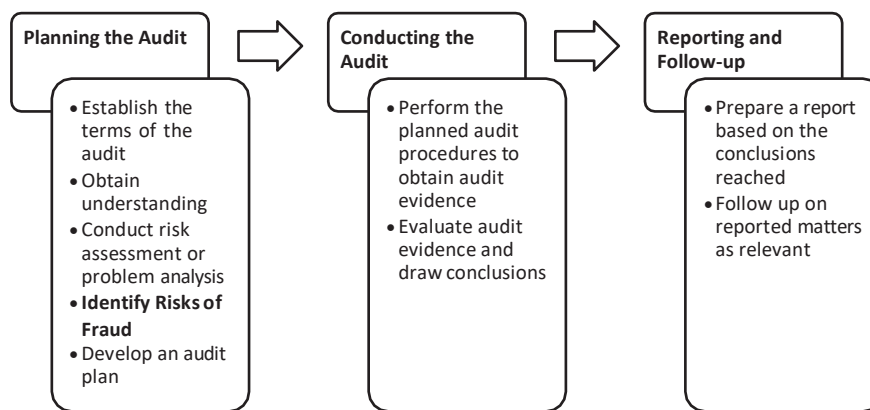 Planning the Audit
• Establish the
terms of the
audit
• Obtain
understanding
• Conduct risk
assessment or
problem analysis
• Identify Risks of
Fraud
• Develop an audit
plan
Conducting the
Audit
• Perform the
planned audit
procedures to
obtain audit
evidence
• Evaluate audit
evidence and
draw conclusions
Reporting and
Follow-up
• Prepare a report
based on the
conclusions
reached
• Follow up on
reported matters
as relevant